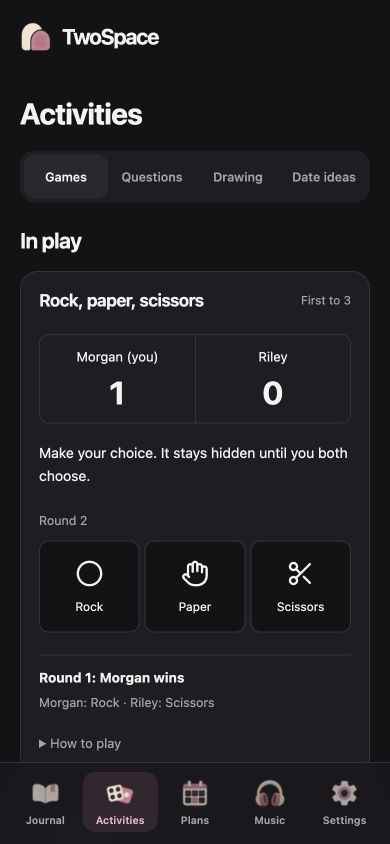 TwoSpace
Activities
Games Questions Drawing Date ideas
In play
Rock, paper, scissors First to 3
Morgan (you) Riley
1 0
Make your choice. It stays hidden until you both
choose.
Round 2
Rock Paper Scissors
Round 1: Morgan wins
Morgan: Rock · Riley: Scissors
How to play
Journal Activities Plans Music Settings